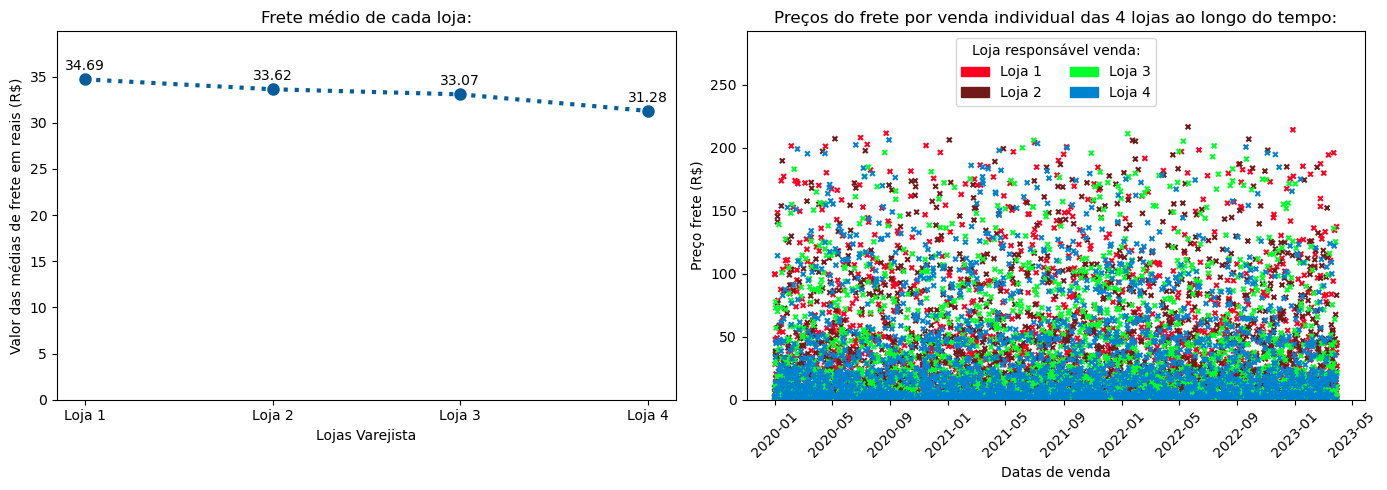 Frete médio de cada loja:
34.69
33.62
33.07
31.28
35
30
25
20
15
10
5
0
Valor das médias de frete em reais (R$)
Loja 1
Loja 2
Loja 3
Loja 4
Lojas Varejista
Preços do frete por venda individual das 4 lojas ao longo do tempo:
Loja responsável venda:
Loja 1
Loja 2
Loja 3
Loja 4
250
200
150
100
50
0
Preço frete (R$)
2020-01
2020-05
2020-09
2021-01
2021-05
2021-09
2022-01
2022-05
2022-09
2023-01
2023-05
Datas de venda